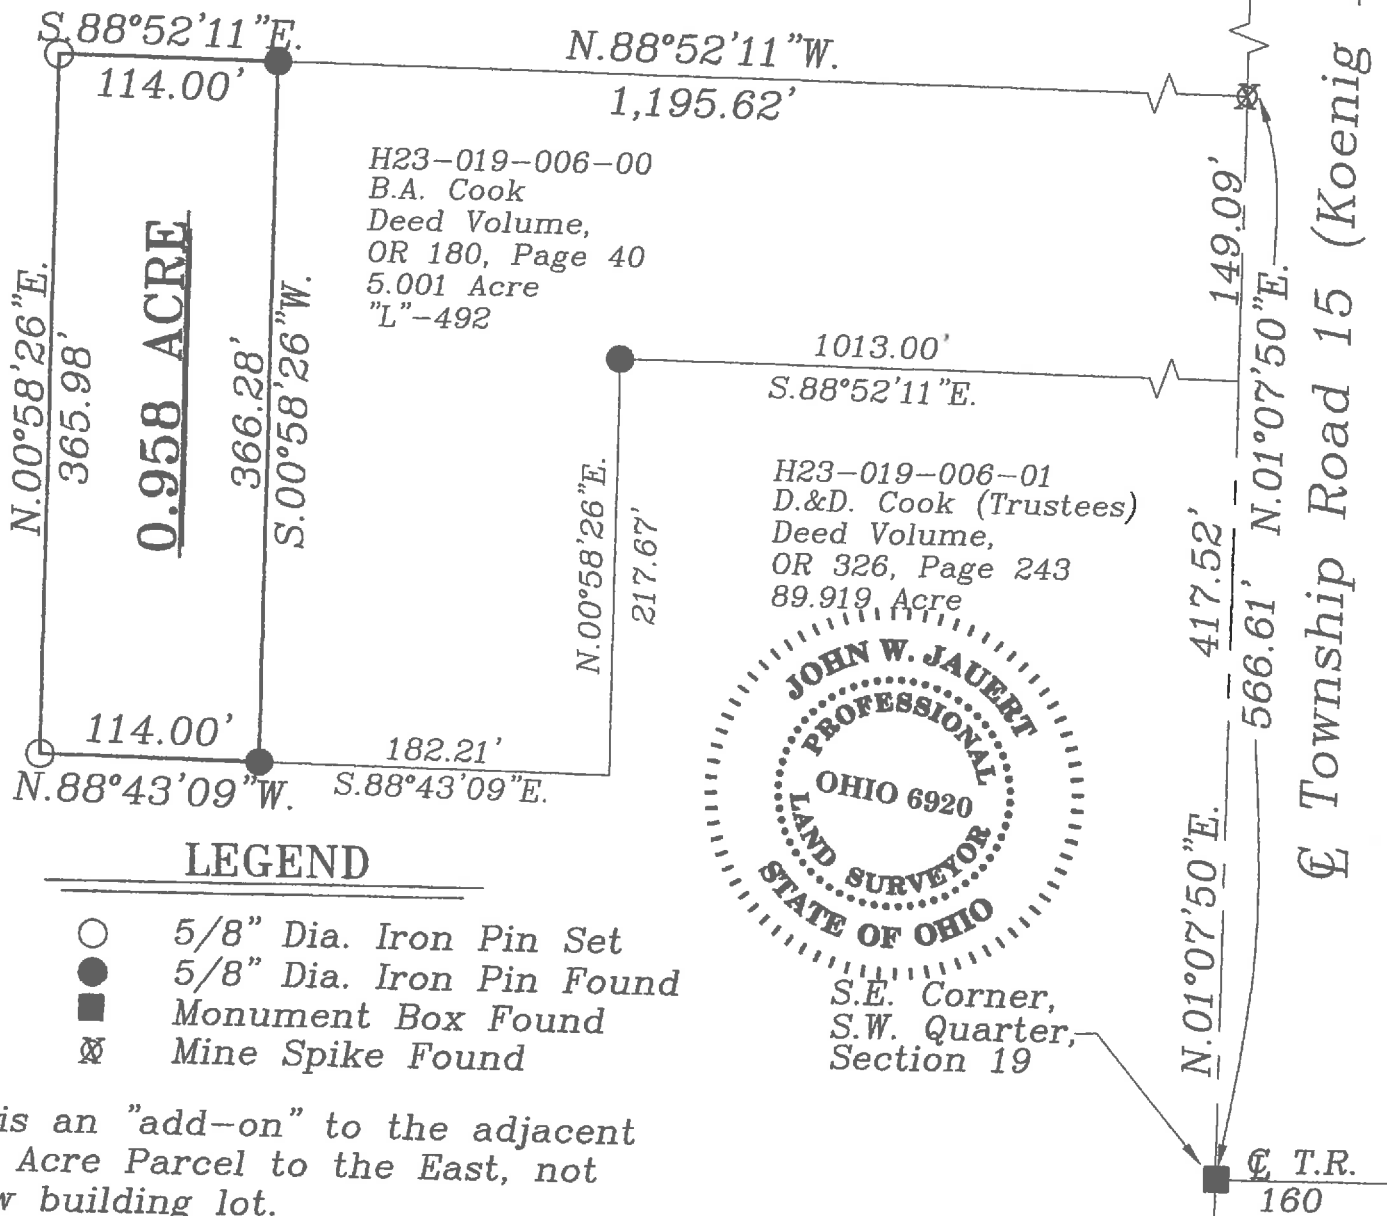 S.88°52'11"E.
114.00'
N.88°52'11"W.
1,195.62'
H23-019-006-00
B.A. Cook
Deed Volume,
OR 180, Page 40
5.001 Acre
"L"-492
N.00°58'26"E.
365.98'
0.958 ACRE
366.28'
S.00°58'26"W.
149.09'
N.01°07'50"E.
℄ Township Road 15 (Koenig
1013.00'
S.88°52'11"E.
N.00°58'26"E.
217.67'
H23-019-006-01
D.&D. Cook (Trustees)
Deed Volume,
OR 326, Page 243
89.919 Acre
417.52'
566.61'
N.01°07'50"E.
JOHN W. JAUERT
PROFESSIONAL
OHIO 6920
LAND SURVEYOR
STATE OF OHIO
114.00'
N.88°43'09"W.
182.21'
S.88°43'09"E.
LEGEND
5/8" Dia. Iron Pin Set
5/8" Dia. Iron Pin Found
Monument Box Found
Mine Spike Found
S.E. Corner,
S.W. Quarter,
Section 19
is an "add-on" to the adjacent
Acre Parcel to the East, not
w building lot.
℄ T.R.
160